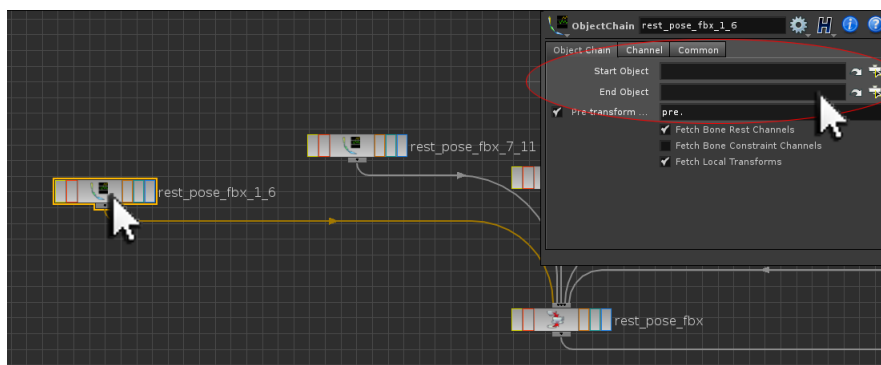 ObjectChain rest_pose_fbx_1_6
Object Chain Channel Common
Start Object
End Object
Pre-transform ... pre.
Fetch Bone Rest Channels
Fetch Bone Constraint Channels
Fetch Local Transforms
rest_pose_fbx_7_11
rest_pose_fbx_1_6
rest_pose_fbx